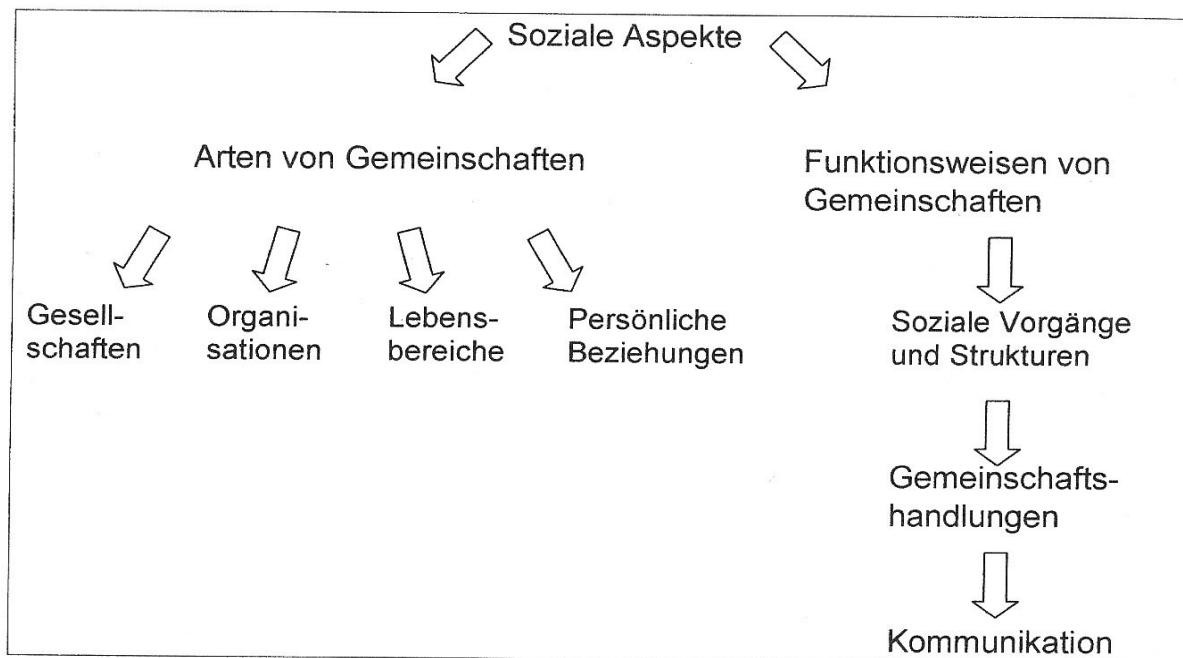 Soziale Aspekte
Arten von Gemeinschaften
Funktionsweisen von
Gemeinschaften
Gesell-
schaften
Organi-
sationen
Lebens-
bereiche
Persönliche
Beziehungen
Soziale Vorgänge
und Strukturen
Gemeinschafts-
handlungen
Kommunikation